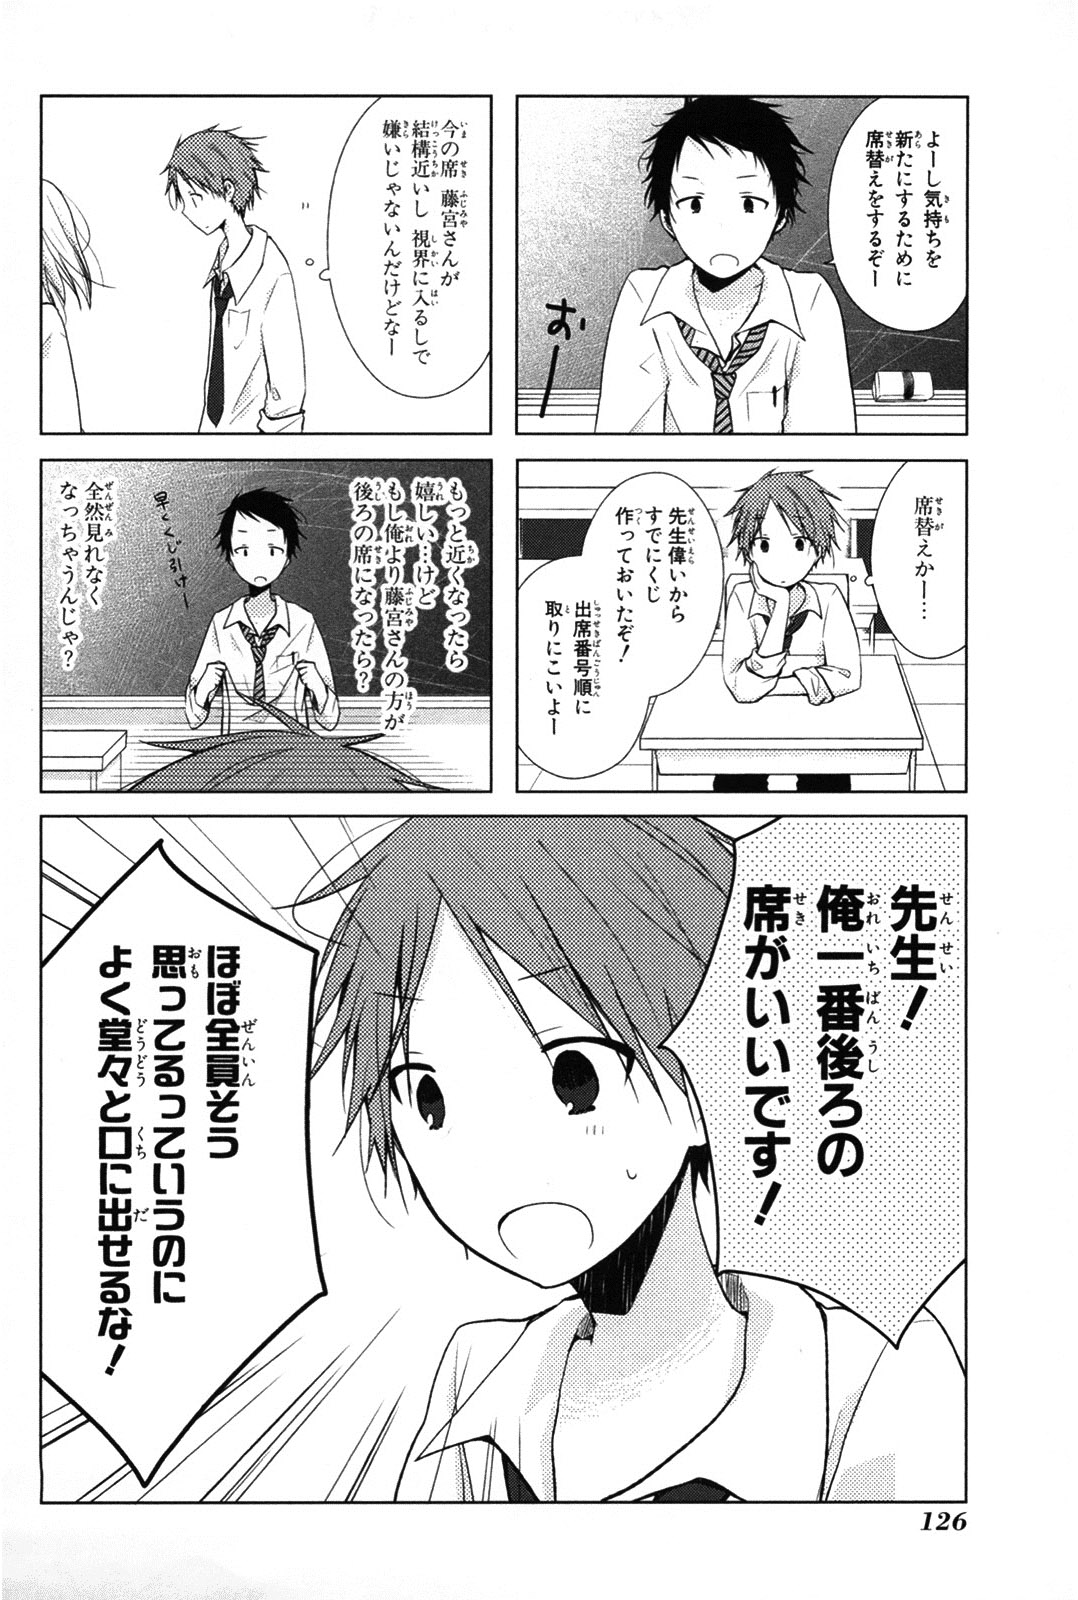 よーし気持ちを
新たにするために
席替えをするぞー
おー
席替えかー…
先生偉いから
すでにくじ
作っておいたぞ！
出席番号順に
取りにこいよー
今の席 藤宮さんが
結構近いし 視界に入るしで
嫌いじゃないんだけどなー
もっと近くなったら
嬉しい…けど
もし俺より藤宮さんの方が
後ろの席になったら？
早くくじ引けー
全然見れなく
なっちゃうんじゃ？
先生！
俺一番後ろの
席がいいです！
ほぼ全員そう
思ってるっていうのに
よく堂々と口に出せるな！
126